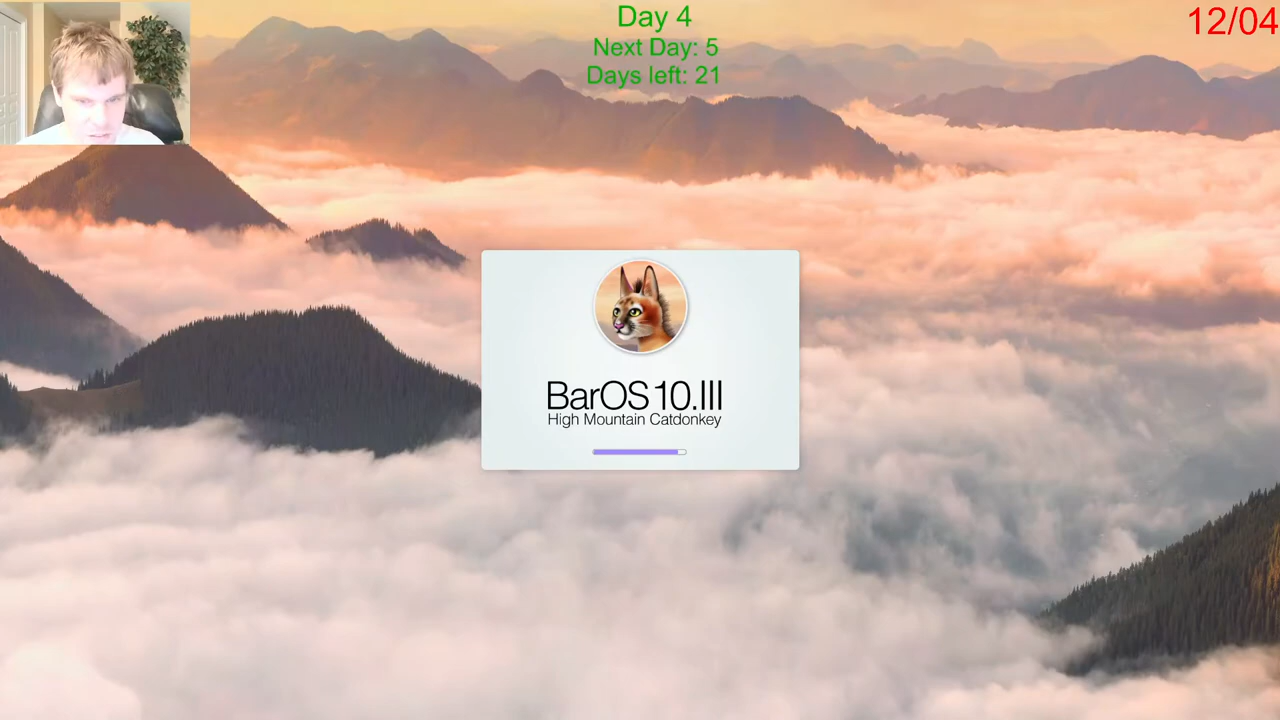 Day 4
Next Day: 5
Days left: 21
12/04
BarOS 10.III
High Mountain Catdonkey